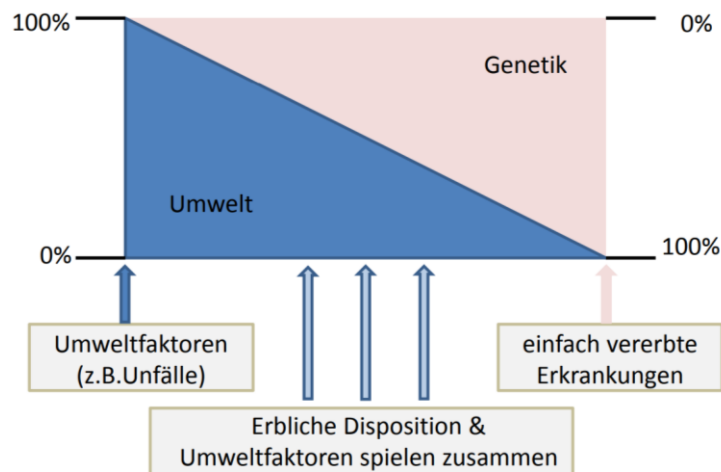 100%
0%
Genetik
Umwelt
0%
100%
Umweltfaktoren
(z.B.Unfälle)
einfach vererbte
Erkrankungen
Erbliche Disposition &
Umweltfaktoren spielen zusammen